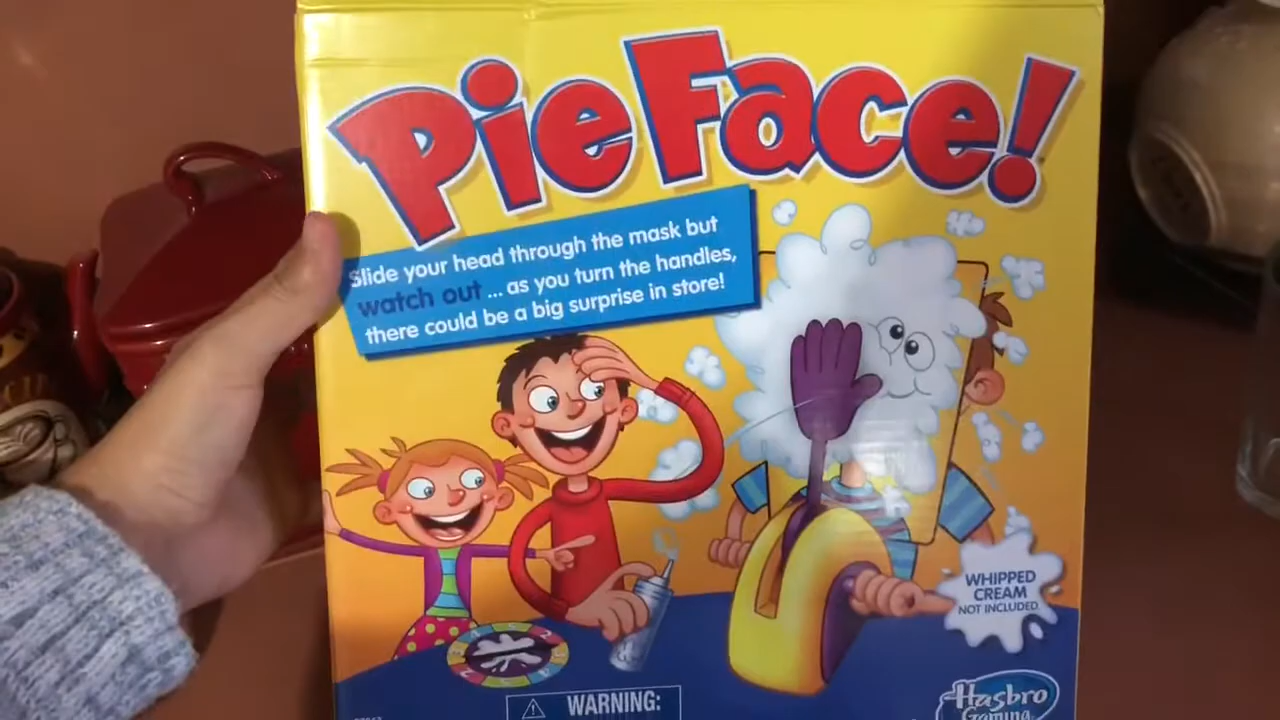 Pie Face!
Slide your head through the mask but
watch out ... as you turn the handles,
there could be a big surprise in store!
WHIPPED
CREAM
NOT INCLUDED.
WARNING:
Hasbro
Gaming